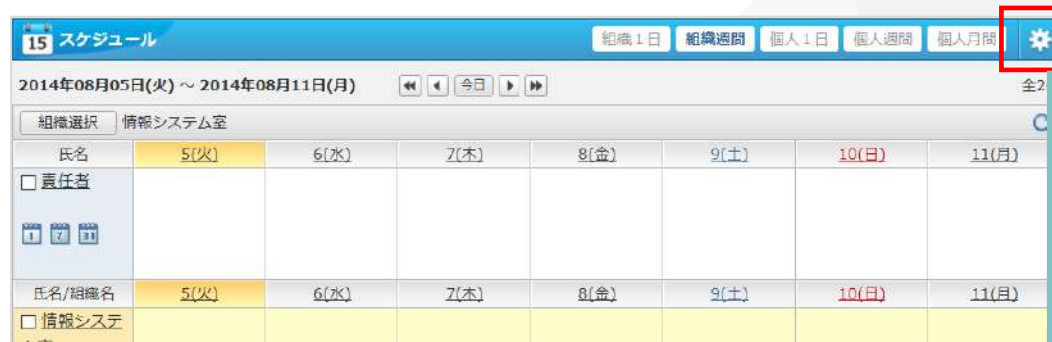 15 スケジュール 組織1日 組織週間 個人1日 個人週間 個人月間
2014年08月05日(火) ~ 2014年08月11日(月) 今日 全2
組織選択 情報システム室
氏名 5(火) 6(水) 7(木) 8(金) 9(土) 10(日) 11(月)
責任者
1 7 31
氏名/組織名 5(火) 6(水) 7(木) 8(金) 9(土) 10(日) 11(月)
情報システ